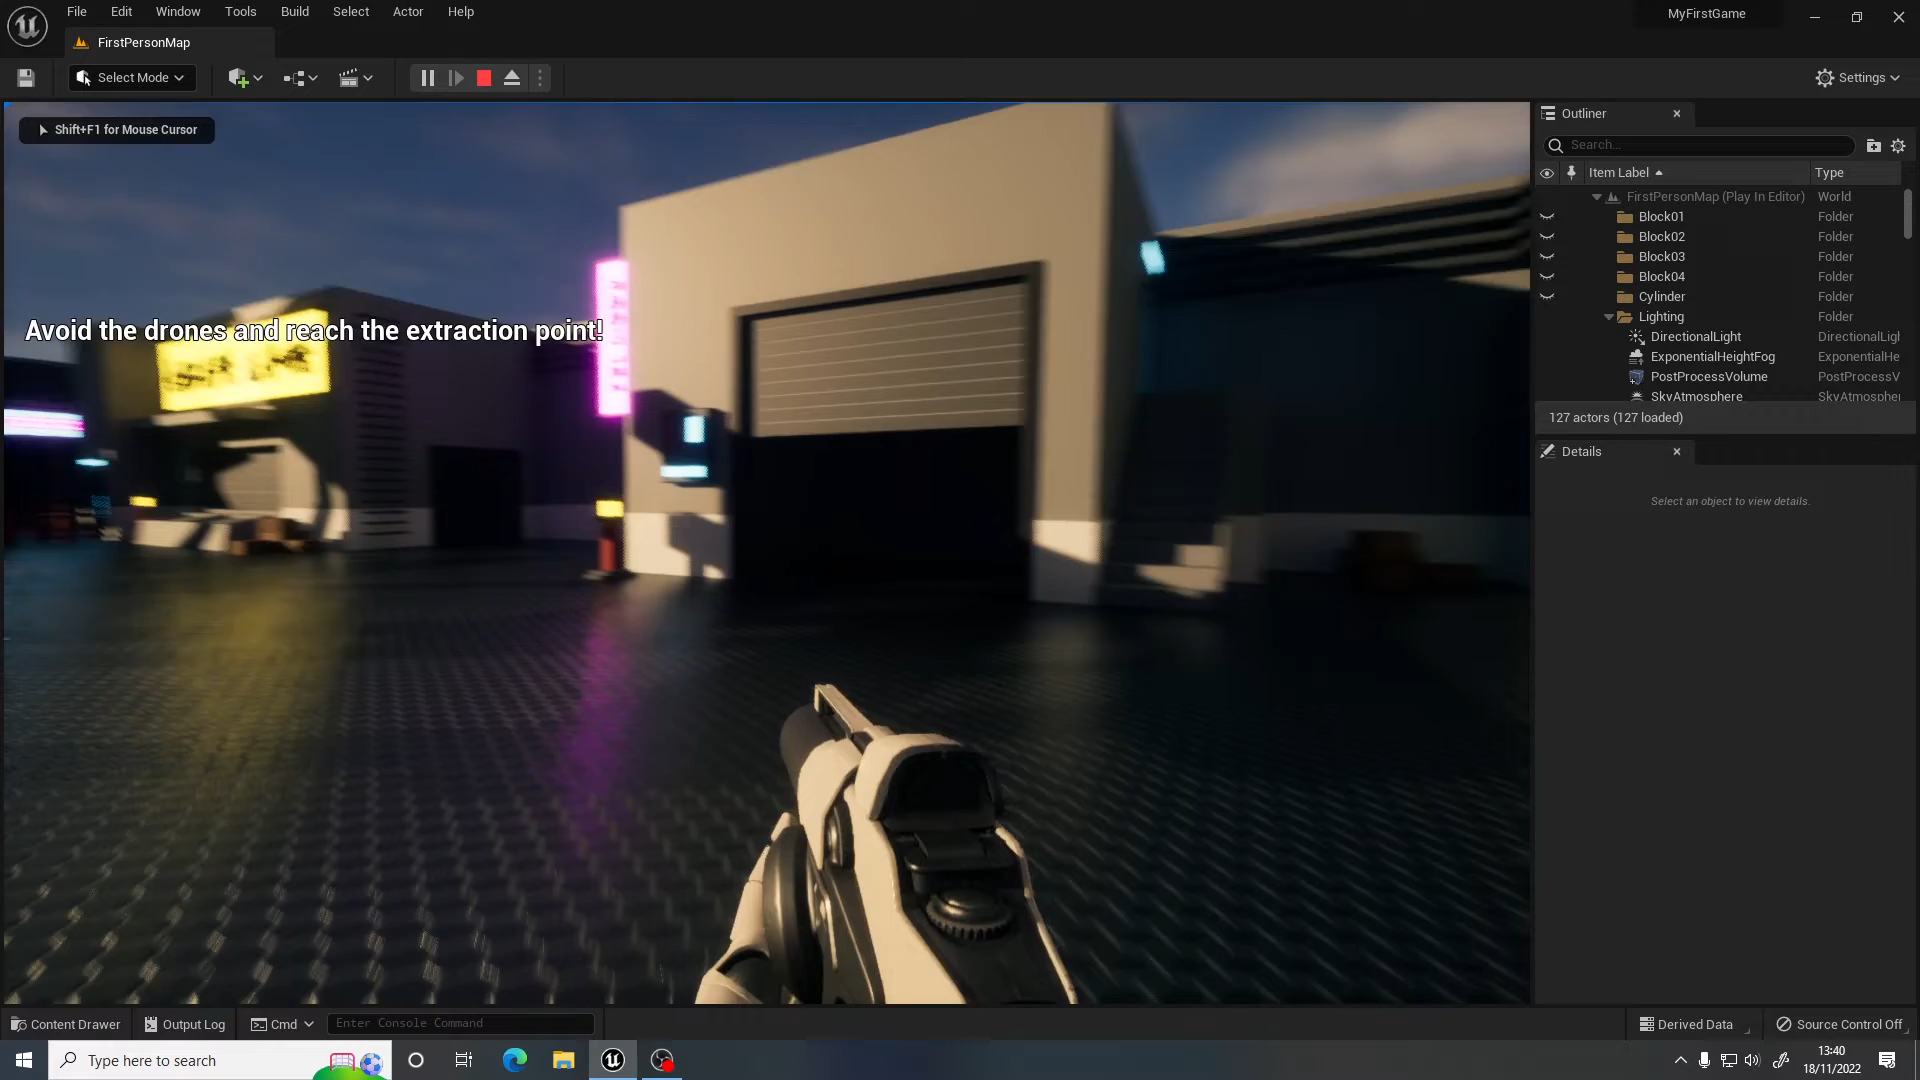 File Edit Window Tools Build Select Actor Help
MyFirstGame
FirstPersonMap
Select Mode
Settings
Shift+F1 for Mouse Cursor
Avoid the drones and reach the extraction point!
Outliner
Search...
Item Label Type
FirstPersonMap (Play In Editor) World
Block01 Folder
Block02 Folder
Block03 Folder
Block04 Folder
Cylinder Folder
Lighting Folder
DirectionalLight DirectionalLigl
ExponentialHeightFog ExponentialHe
PostProcessVolume PostProcessV
SkyAtmosphere SkyAtmospher
127 actors (127 loaded)
Details
Select an object to view details.
Content Drawer Output Log Cmd Enter Console Command
Derived Data Source Control Off
Type here to search
13:40
18/11/2022